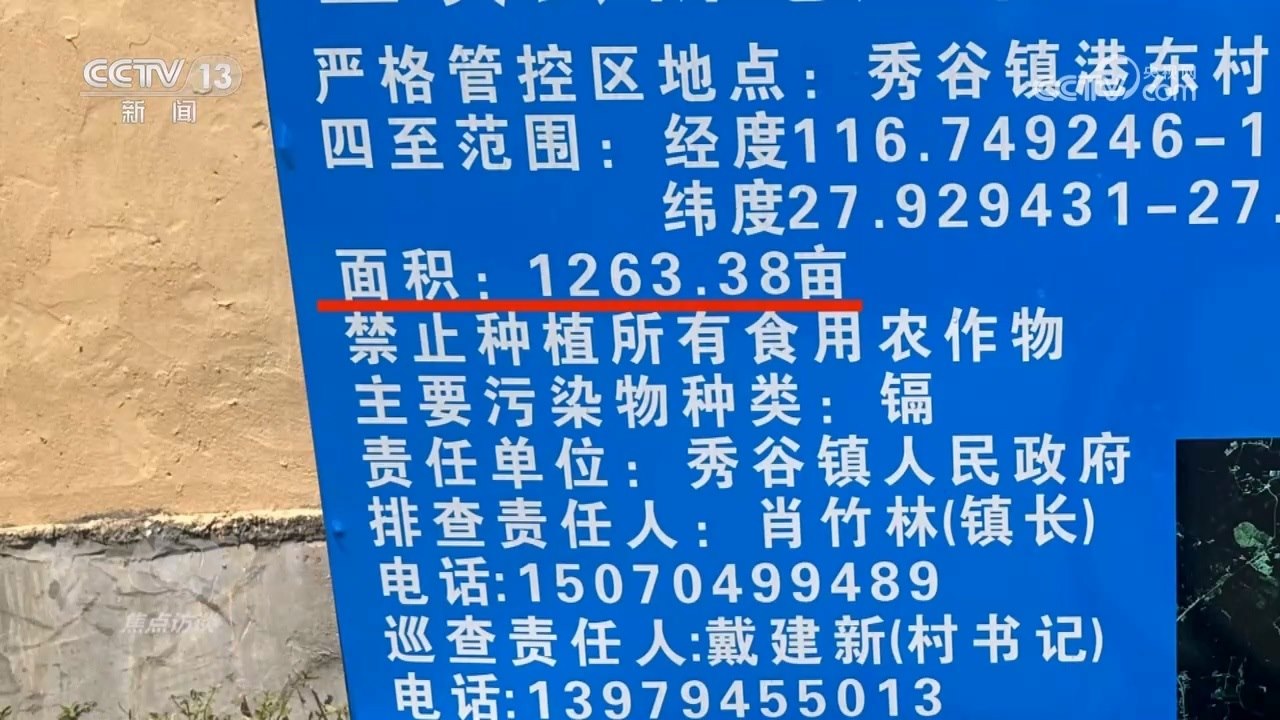 CCTV 13
新闻
央视网
CCTV.com
严格管控区地点：秀谷镇港东村
四至范围：经度116.749246-1
纬度27.929431-27.
面积：1263.38亩
禁止种植所有食用农作物
主要污染物种类：镉
责任单位：秀谷镇人民政府
排查责任人：肖竹林(镇长)
电话:15070499489
巡查责任人:戴建新(村书记)
电话:13979455013
焦点访谈